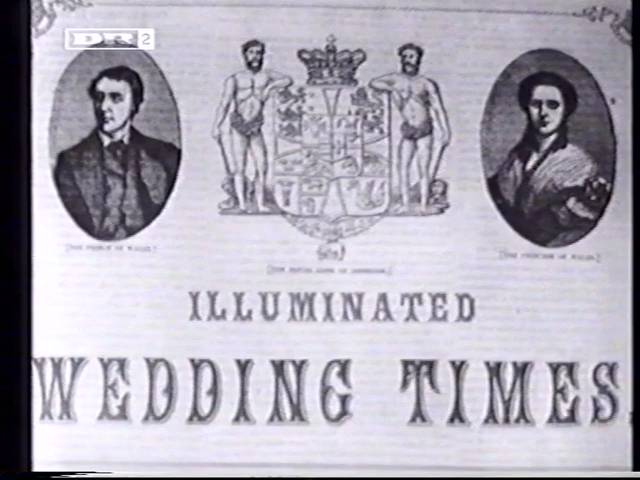 DR 2
[THE PRINCE OF WALES.]
[THE PRINCESS OF WALES.]
[THE ROYAL ARMS OF DENMARK.]
ILLUMINATED
WEDDING TIMES.